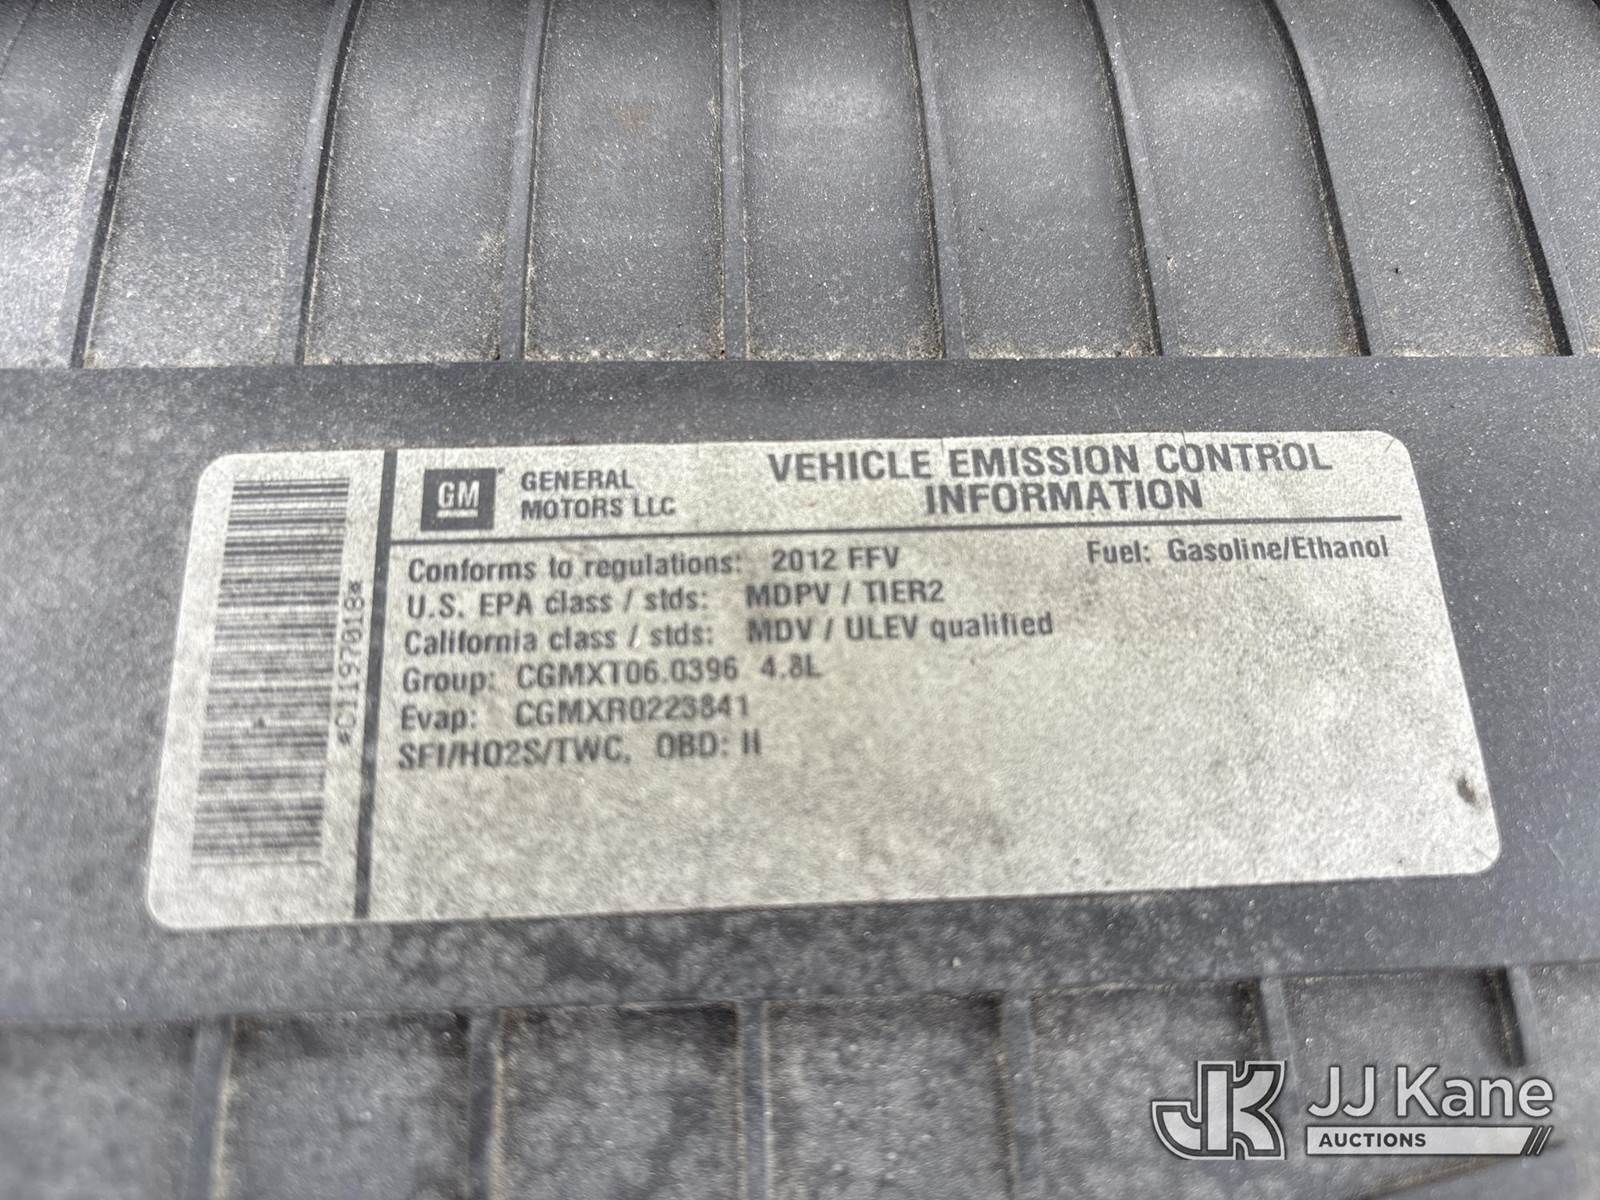 GM
GENERAL
MOTORS LLC
VEHICLE EMISSION CONTROL
INFORMATION
Conforms to regulations: 2012 FFV
Fuel: Gasoline/Ethanol
U.S. EPA class / stds: MDPV / TIER2
California class / stds: MDV / ULEV qualified
Group: CGMXT06.0396 4.8L
Evap: CGMXR0223841
SFI/HO2S/TWC, OBD: II
*C1197018*
JK
JJ Kane
AUCTIONS